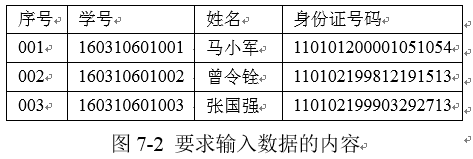 序号 学号 姓名 身份证号码
001 160310601001 马小军 110101200001051054
002 160310601002 曾令铨 110102199812191513
003 160310601003 张国强 110102199903292713
图 7-2 要求输入数据的内容